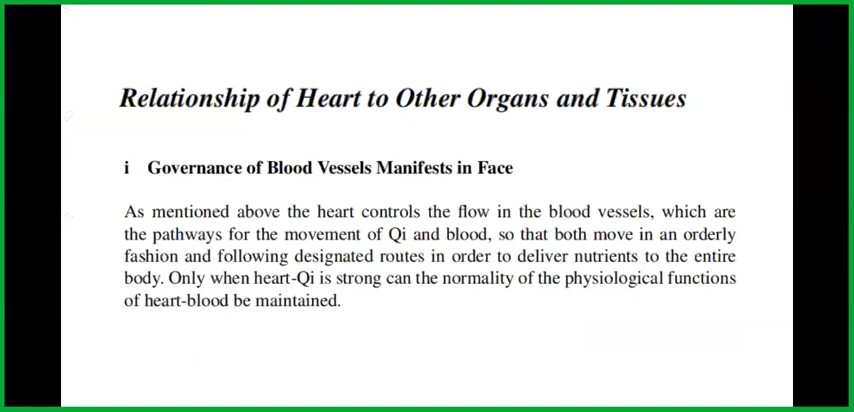 Relationship of Heart to Other Organs and Tissues
i Governance of Blood Vessels Manifests in Face
As mentioned above the heart controls the flow in the blood vessels, which are
the pathways for the movement of Qi and blood, so that both move in an orderly
fashion and following designated routes in order to deliver nutrients to the entire
body. Only when heart-Qi is strong can the normality of the physiological functions
of heart-blood be maintained.